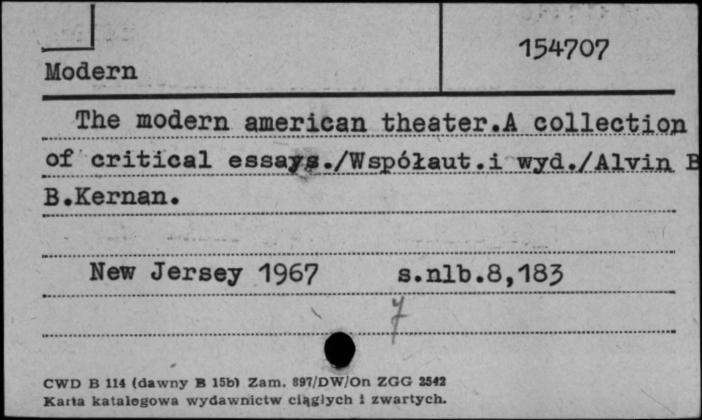 154707
Modern
The modern american theater.A collection
of critical essays./Współaut.i wyd./Alvin B
B.Kernan.
New Jersey 1967 s.nlb.8,183
7
CWD B 114 (dawny B 15b) Zam. 897/DW/On ZGG 2542
Karta katalogowa wydawnictw ciągłych i zwartych.